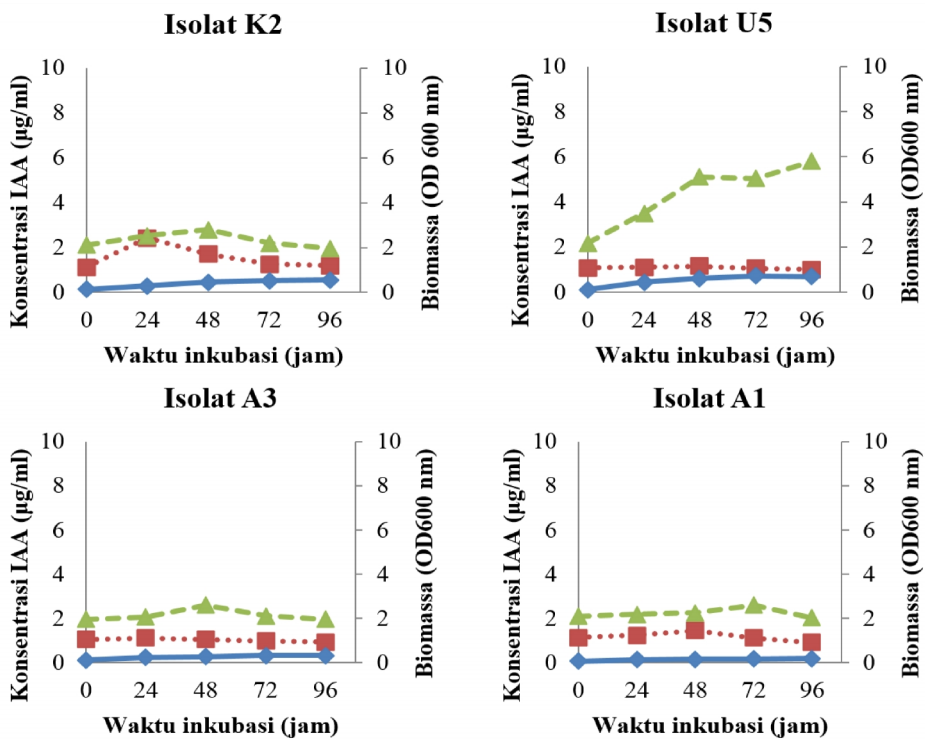 Isolat K2
Konsentrasi IAA (µg/ml)
10
8
6
4
2
0
10
8
6
4
2
0
Biomassa (OD 600 nm)
0 24 48 72 96
Waktu inkubasi (jam)
Isolat U5
Konsentrasi IAA (µg/ml)
10
8
6
4
2
0
10
8
6
4
2
0
Biomassa (OD600 nm)
0 24 48 72 96
Waktu inkubasi (jam)
Isolat A3
Konsentrasi IAA (µg/ml)
10
8
6
4
2
0
10
8
6
4
2
0
Biomassa (OD600 nm)
0 24 48 72 96
Waktu inkubasi (jam)
Isolat A1
Konsentrasi IAA (µg/ml)
10
8
6
4
2
0
10
8
6
4
2
0
Biomassa (OD600 nm)
0 24 48 72 96
Waktu inkubasi (jam)